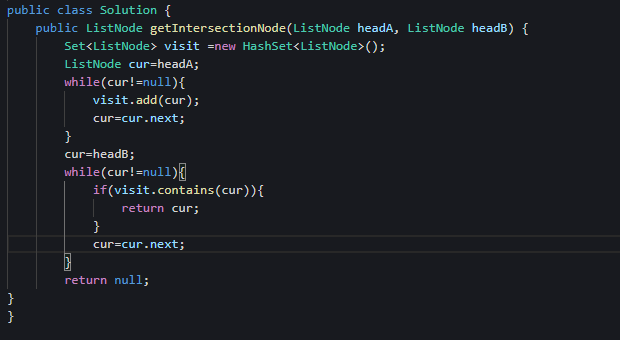 public class Solution {
    public ListNode getIntersectionNode(ListNode headA, ListNode headB) {
        Set<ListNode> visit =new HashSet<ListNode>();
        ListNode cur=headA;
        while(cur!=null){
            visit.add(cur);
            cur=cur.next;
        }
        cur=headB;
        while(cur!=null){
            if(visit.contains(cur)){
                return cur;
            }
            cur=cur.next;
        }
        return null;
}
}